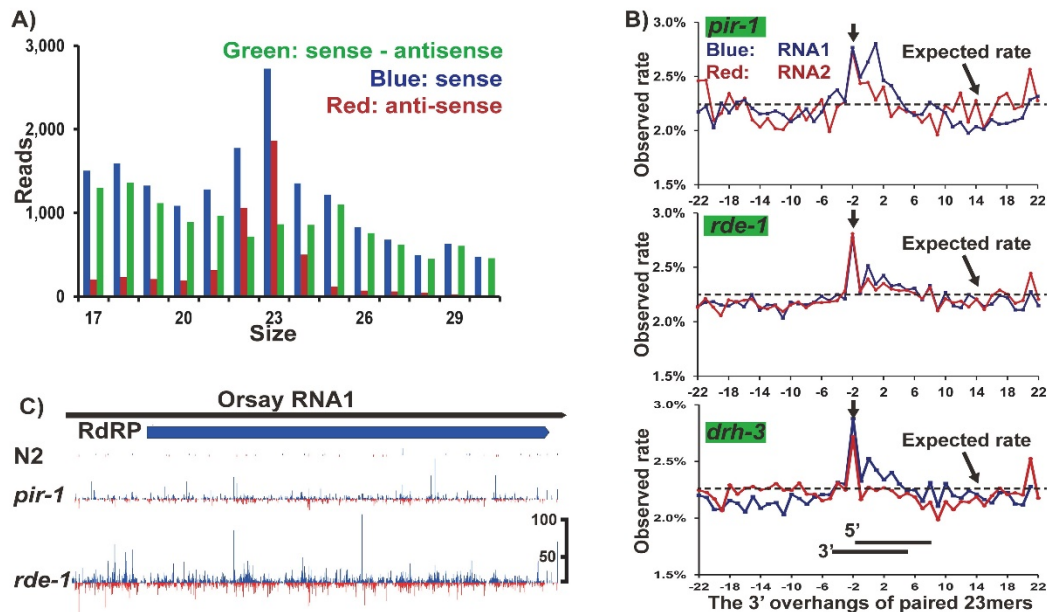 A)
Green: sense - antisense
Blue: sense
Red: anti-sense
3,000
2,000
1,000
0
Reads
17 20 23 26 29
Size
B)
pir-1
Blue: RNA1
Red: RNA2
Expected rate
Observed rate
3.0%
2.5%
2.0%
1.5%
-22 -18 -14 -10 -6 -2 2 6 10 14 18 22
rde-1
Expected rate
Observed rate
3.0%
2.5%
2.0%
1.5%
-22 -18 -14 -10 -6 -2 2 6 10 14 18 22
drh-3
Expected rate
Observed rate
3.0%
2.5%
2.0%
1.5%
5’
3’
-22 -18 -14 -10 -6 -2 2 6 10 14 18 22
The 3’ overhangs of paired 23mers
C)
Orsay RNA1
RdRP
N2
pir-1
rde-1
100
50